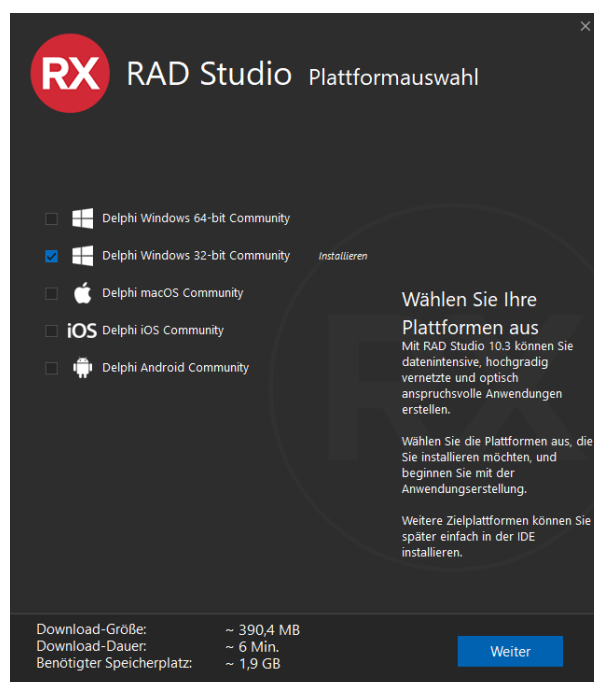 RX RAD Studio Plattformauswahl
Delphi Windows 64-bit Community
Delphi Windows 32-bit Community Installieren
Delphi macOS Community
iOS Delphi iOS Community
Delphi Android Community
Wählen Sie Ihre
Plattformen aus
Mit RAD Studio 10.3 können Sie
datenintensive, hochgradig
vernetzte und optisch
anspruchsvolle Anwendungen
erstellen.
Wählen Sie die Plattformen aus, die
Sie installieren möchten, und
beginnen Sie mit der
Anwendungserstellung.
Weitere Zielplattformen können Sie
später einfach in der IDE
installieren.
Download-Größe: ~ 390,4 MB
Download-Dauer: ~ 6 Min.
Benötigter Speicherplatz: ~ 1,9 GB
Weiter